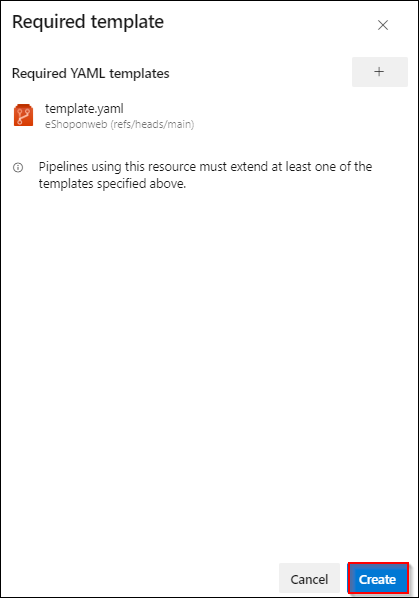 Required template
Required YAML templates
template.yaml
eShoponweb (refs/heads/main)
Pipelines using this resource must extend at least one of the
templates specified above.
Cancel
Create